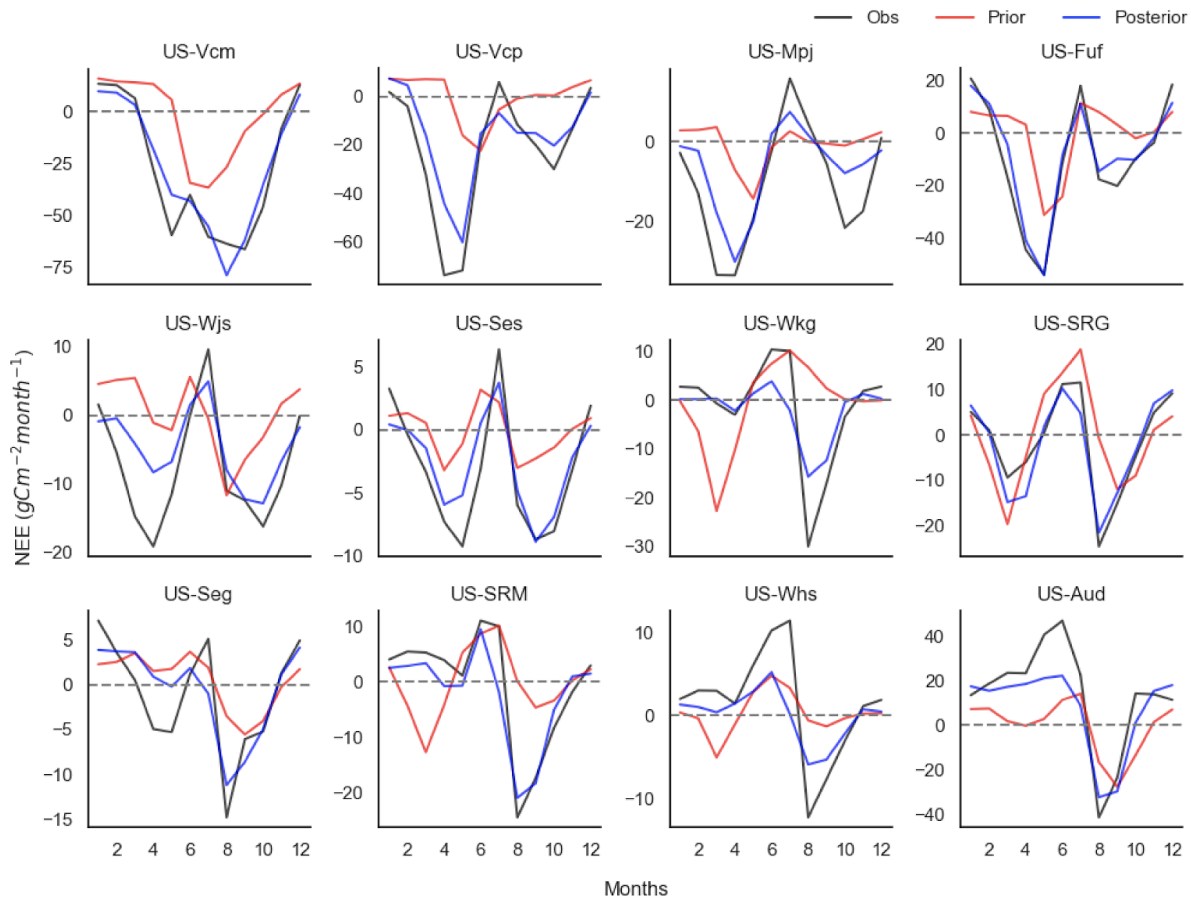 Obs Prior Posterior
US-Vcm US-Vcp US-Mpj US-Fuf
0 −25 −50 −75
0 −20 −40 −60
0 −20
20 0 −20 −40
US-Wjs US-Ses US-Wkg US-SRG
10 0 −10 −20
5 0 −5 −10
10 0 −10 −20 −30
20 10 0 −10 −20
NEE (gCm−2month−1)
US-Seg US-SRM US-Whs US-Aud
5 0 −5 −10 −15
10 0 −10 −20
10 0 −10
40 20 0 −20 −40
2 4 6 8 10 12 2 4 6 8 10 12 2 4 6 8 10 12 2 4 6 8 10 12
Months